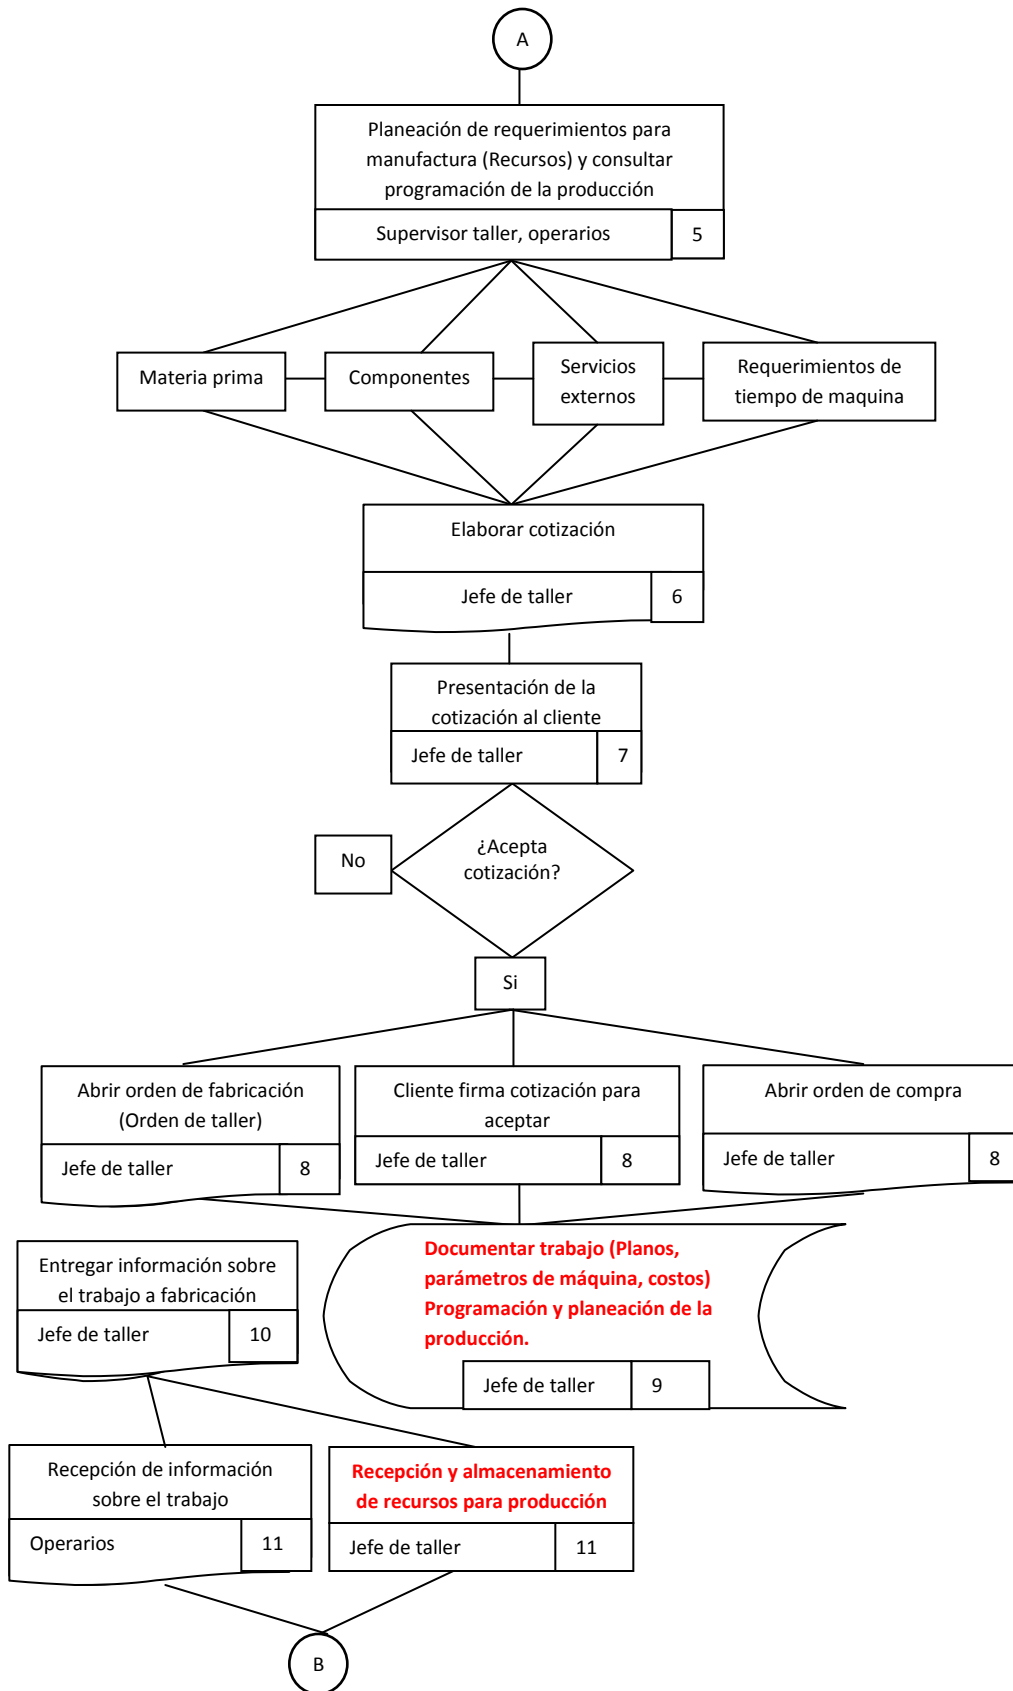 A
Planeación de requerimientos para
manufactura (Recursos) y consultar
programación de la producción
Supervisor taller, operarios
5
Materia prima
Componentes
Servicios
externos
Requerimientos de
tiempo de maquina
Elaborar cotización
Jefe de taller
6
Presentación de la
cotización al cliente
Jefe de taller
7
¿Acepta
cotización?
No
Si
Abrir orden de fabricación
(Orden de taller)
Jefe de taller
8
Cliente firma cotización para
aceptar
Jefe de taller
8
Abrir orden de compra
Jefe de taller
8
Documentar trabajo (Planos,
parámetros de máquina, costos)
Programación y planeación de la
producción.
Jefe de taller
9
Entregar información sobre
el trabajo a fabricación
Jefe de taller
10
Recepción de información
sobre el trabajo
Operarios
11
Recepción y almacenamiento
de recursos para producción
Jefe de taller
11
B